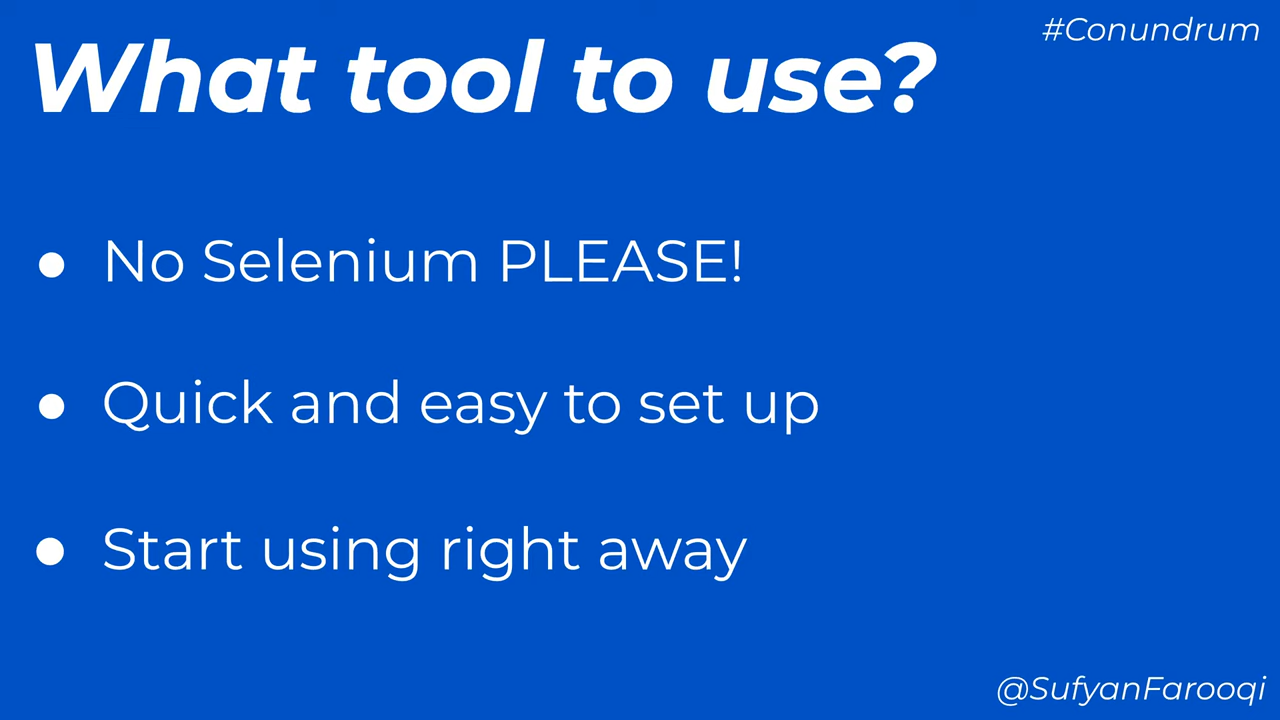 #Conundrum
What tool to use?
● No Selenium PLEASE!
● Quick and easy to set up
● Start using right away
@SufyanFarooqi